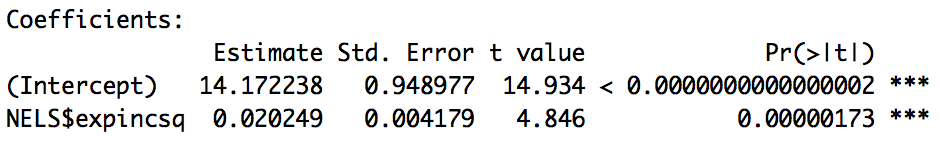 Coefficients:
Estimate Std. Error t value Pr(>|t|)
(Intercept) 14.172238 0.948977 14.934 < 0.0000000000000002 ***
NELS$expincsq 0.020249 0.004179 4.846 0.00000173 ***